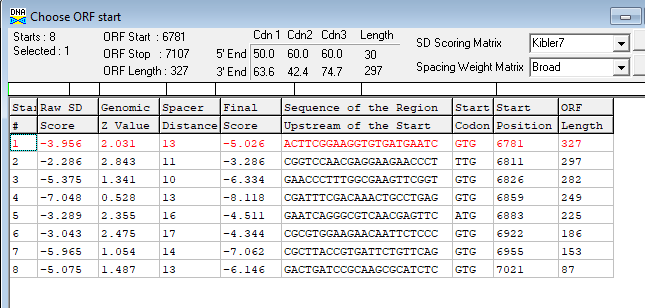 DNA Choose ORF start
Starts : 8 ORF Start : 6781 Cdn 1 Cdn2 Cdn3 Length SD Scoring Matrix Kibler7
Selected : 1 ORF Stop : 7107 5' End 50.0 60.0 60.0 30
ORF Length : 327 3' End 63.6 42.4 74.7 297 Spacing Weight Matrix Broad
Star Raw SD Genomic Spacer Final Sequence of the Region Start Start ORF
# Score Z Value Distance Score Upstream of the Start Codon Position Length
1 -3.956 2.031 13 -5.026 ACTTCGGAAGGTGTGATGAATC GTG 6781 327
2 -2.286 2.843 11 -3.286 CGGTCCAACGAGGAAGAACCCT TTG 6811 297
3 -5.375 1.341 10 -6.334 GAACCCTTTGGCGAAGTTCGGT GTG 6826 282
4 -7.048 0.528 13 -8.118 CGATTTCGACAAACTGCCTGAG GTG 6859 249
5 -3.289 2.355 16 -4.511 GAATCAGGGCGTCAACGAGTTC ATG 6883 225
6 -3.043 2.475 17 -4.344 CGCGTGGAAGAACAATTCTCCC GTG 6922 186
7 -5.965 1.054 14 -7.062 CGCTTACCGTGATTCTGTTCAG GTG 6955 153
8 -5.075 1.487 13 -6.146 GACTGATCCGCAAGCGCATCTC GTG 7021 87